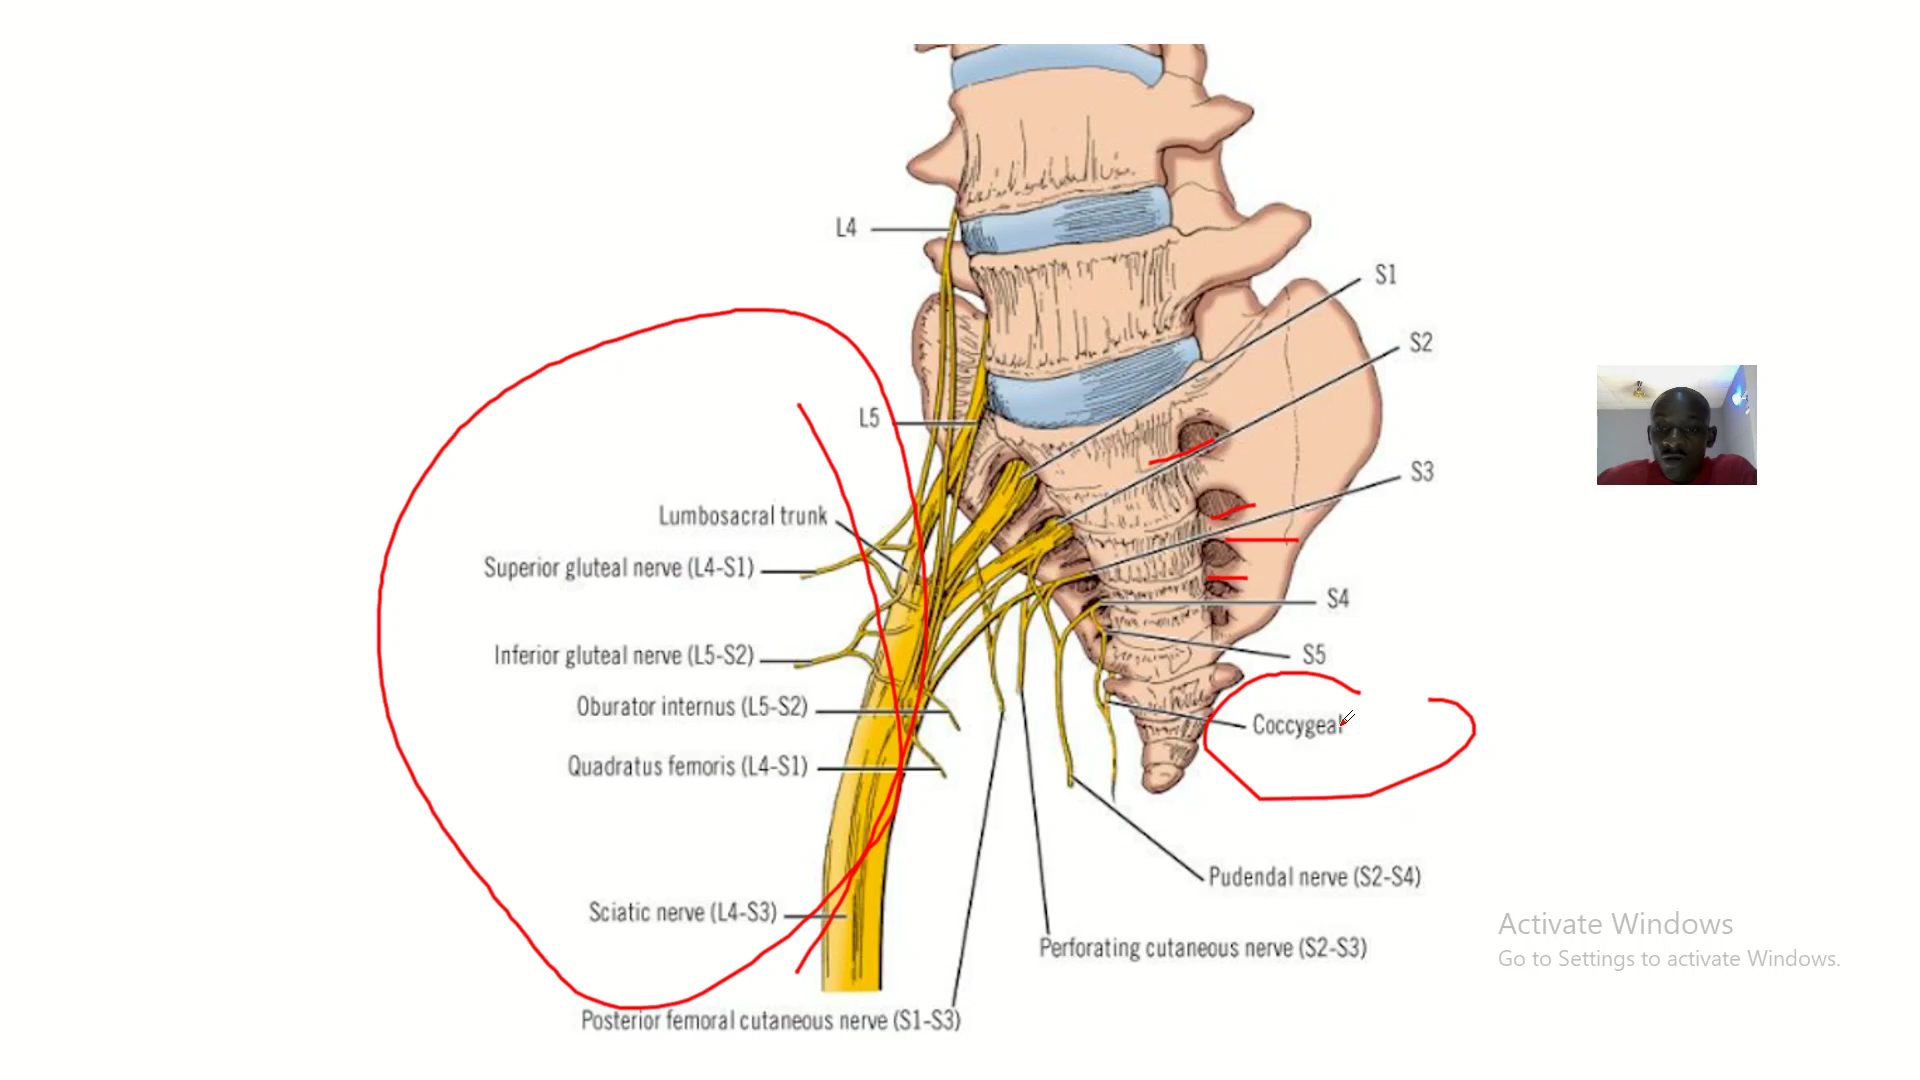 L4
S1
S2
L5
S3
Lumbosacral trunk
Superior gluteal nerve (L4-S1)
S4
Inferior gluteal nerve (L5-S2)
S5
Oburator internus (L5-S2)
Coccygeal
Quadratus femoris (L4-S1)
Pudendal nerve (S2-S4)
Sciatic nerve (L4-S3)
Perforating cutaneous nerve (S2-S3)
Posterior femoral cutaneous nerve (S1-S3)
Activate Windows
Go to Settings to activate Windows.